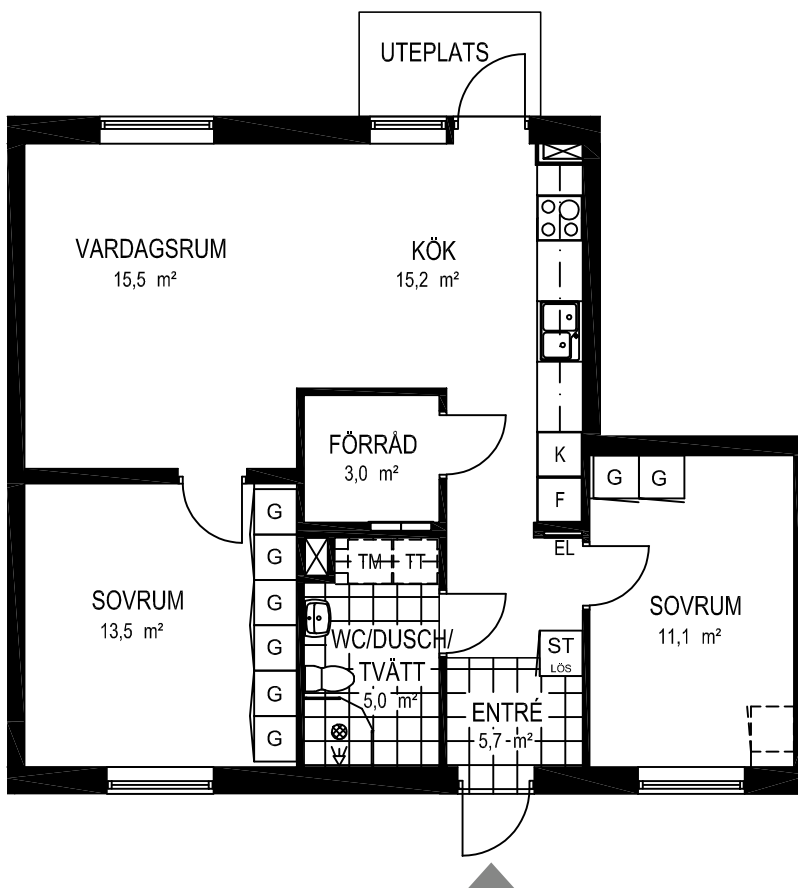 UTEPLATS
VARDAGSRUM
15,5 m²
KÖK
15,2 m²
FÖRRÅD
3,0 m²
K
F
G
G
EL
G
G
G
G
G
G
TM
TT
SOVRUM
13,5 m²
WC/DUSCH/
TVÄTT
5,0 m²
ST
LÖS
SOVRUM
11,1 m²
ENTRÉ
5,7 m²